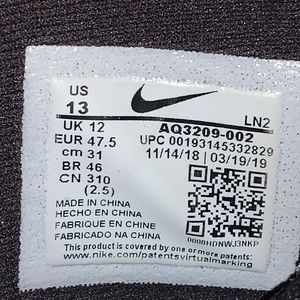 US
13
LN2
UK 12
AQ3209-002
EUR 47.5
UPC 00193145332829
cm 31
11/14/18 | 03/19/19
BR 46
CN 310
(2.5)
MADE IN CHINA
HECHO EN CHINA
FABRIQUE EN CHINE
FABRICADO NA CHINA
0008HDNWJ3NKP
This product is covered by one or more patents:
www.nike.com/patentsvirtualmarking